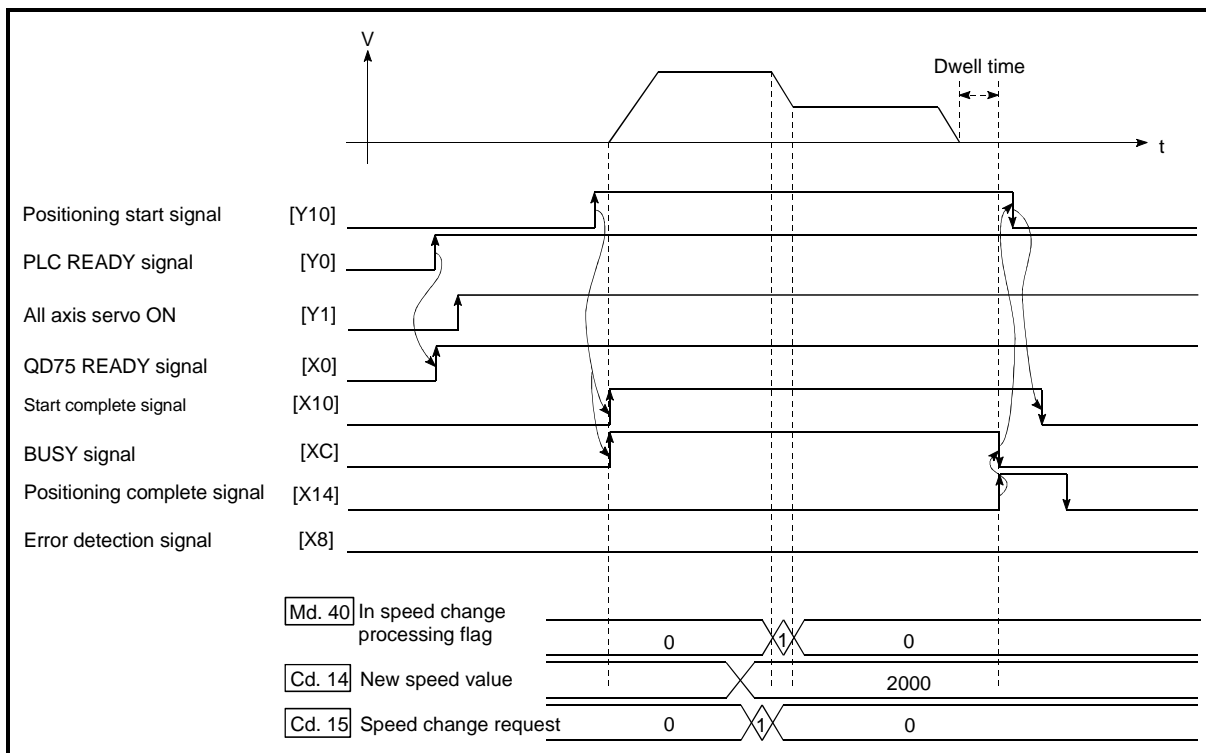 V
Dwell time
t
Positioning start signal [Y10]
PLC READY signal [Y0]
All axis servo ON [Y1]
QD75 READY signal [X0]
Start complete signal [X10]
BUSY signal [XC]
Positioning complete signal [X14]
Error detection signal [X8]
Md. 40 In speed change
processing flag 0 1 0
Cd. 14 New speed value 2000
Cd. 15 Speed change request 0 1 0